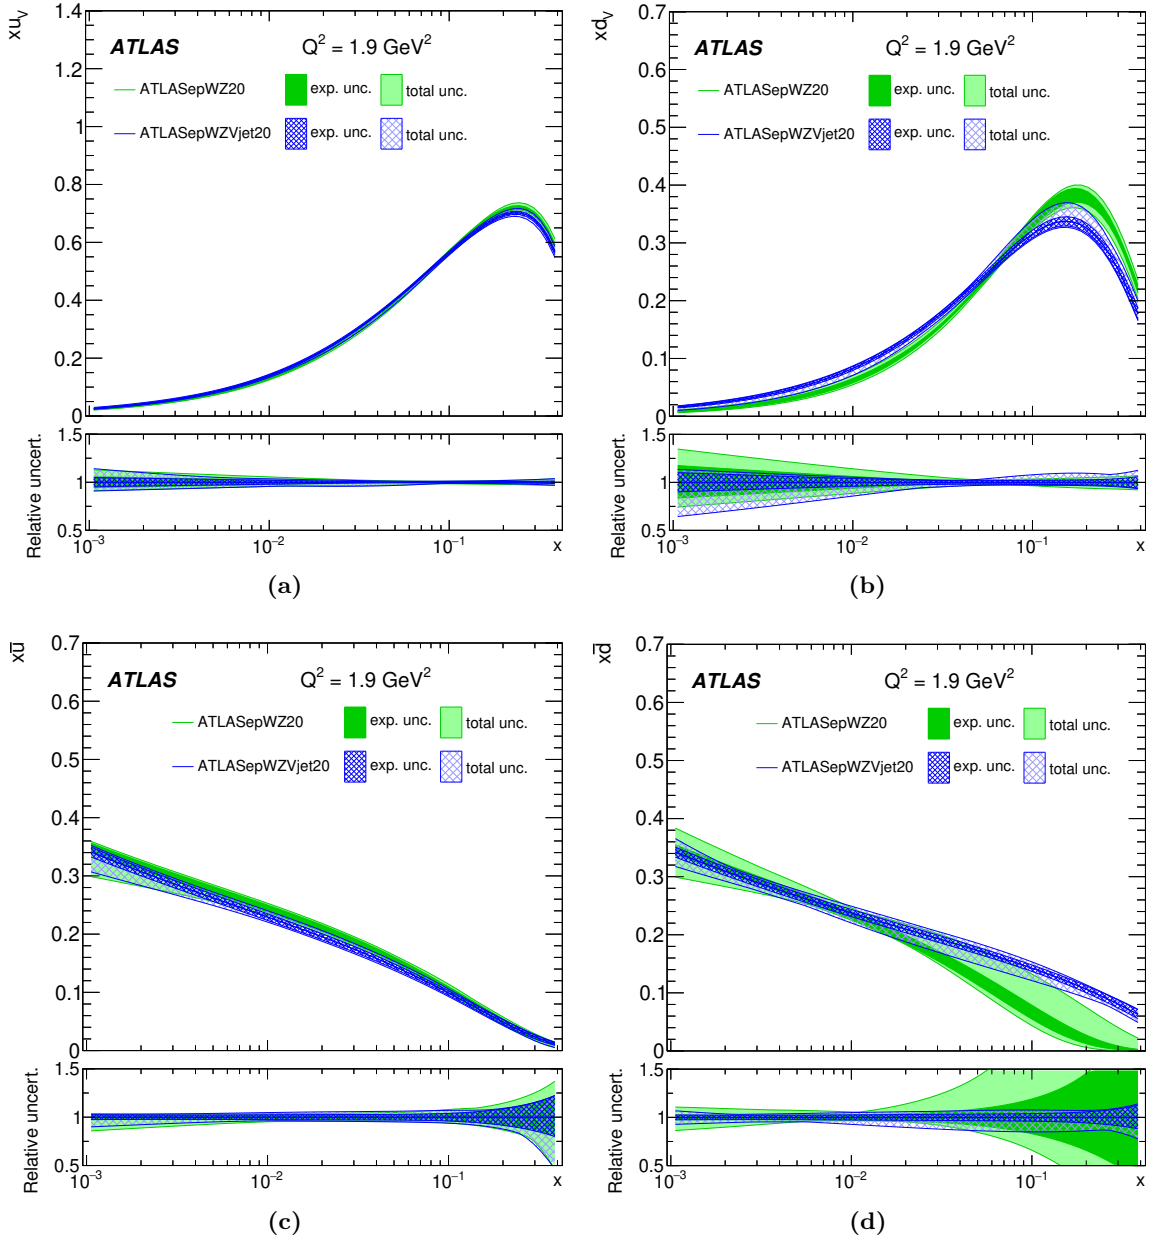 xu_V
1.4
1.2
1
0.8
0.6
0.4
0.2
0
ATLAS Q² = 1.9 GeV²
ATLASepWZ20 exp. unc. total unc.
ATLASepWZVjet20 exp. unc. total unc.
Relative uncert.
1.5
1
0.5
10⁻³ 10⁻² 10⁻¹ x
(a)
xd_V
0.7
0.6
0.5
0.4
0.3
0.2
0.1
0
ATLAS Q² = 1.9 GeV²
ATLASepWZ20 exp. unc. total unc.
ATLASepWZVjet20 exp. unc. total unc.
Relative uncert.
1.5
1
0.5
10⁻³ 10⁻² 10⁻¹ x
(b)
xu̅
0.7
0.6
0.5
0.4
0.3
0.2
0.1
0
ATLAS Q² = 1.9 GeV²
ATLASepWZ20 exp. unc. total unc.
ATLASepWZVjet20 exp. unc. total unc.
Relative uncert.
1.5
1
0.5
10⁻³ 10⁻² 10⁻¹ x
(c)
xd̅
0.7
0.6
0.5
0.4
0.3
0.2
0.1
0
ATLAS Q² = 1.9 GeV²
ATLASepWZ20 exp. unc. total unc.
ATLASepWZVjet20 exp. unc. total unc.
Relative uncert.
1.5
1
0.5
10⁻³ 10⁻² 10⁻¹ x
(d)